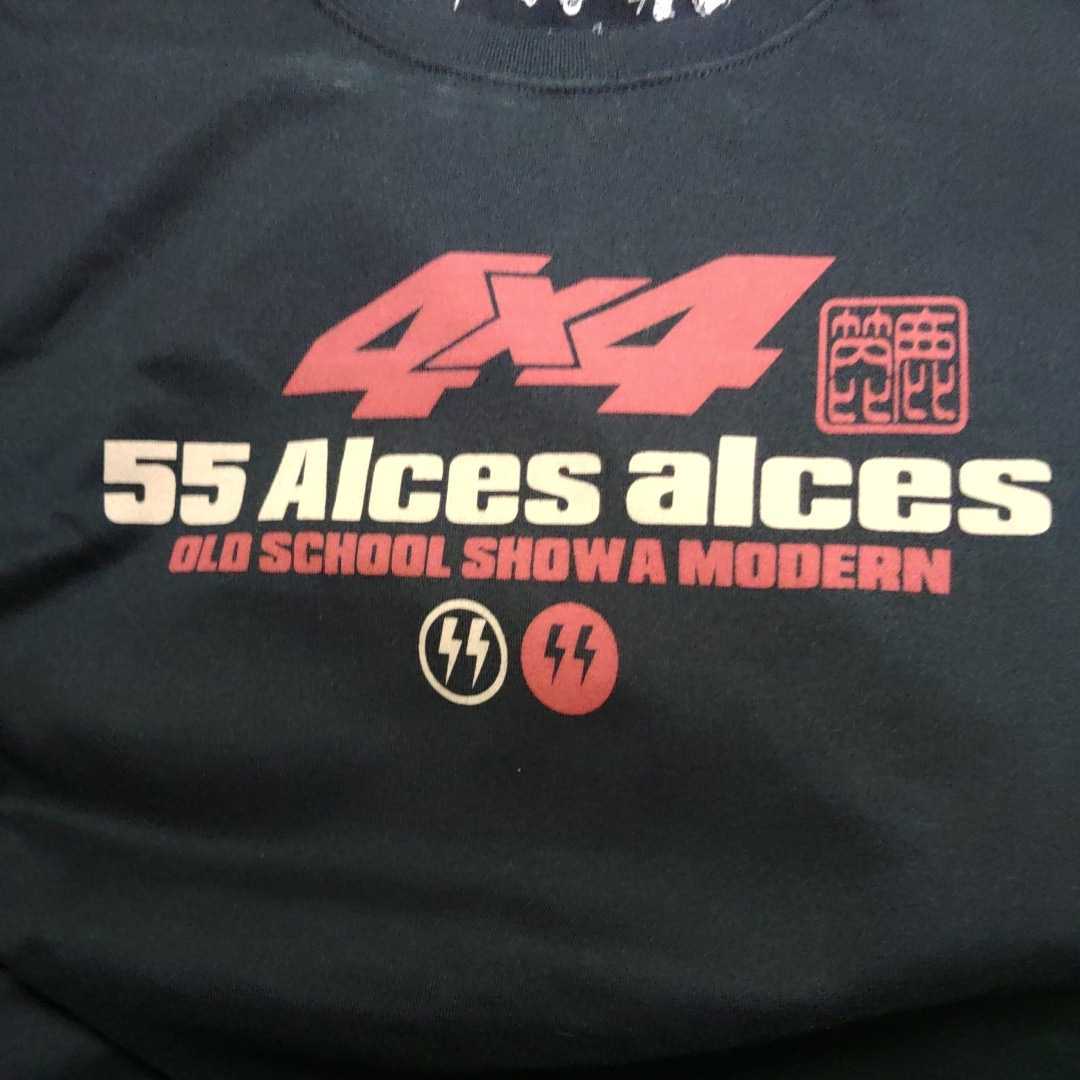 4x4
55 Alces alces
OLD SCHOOL SHOWA MODERN